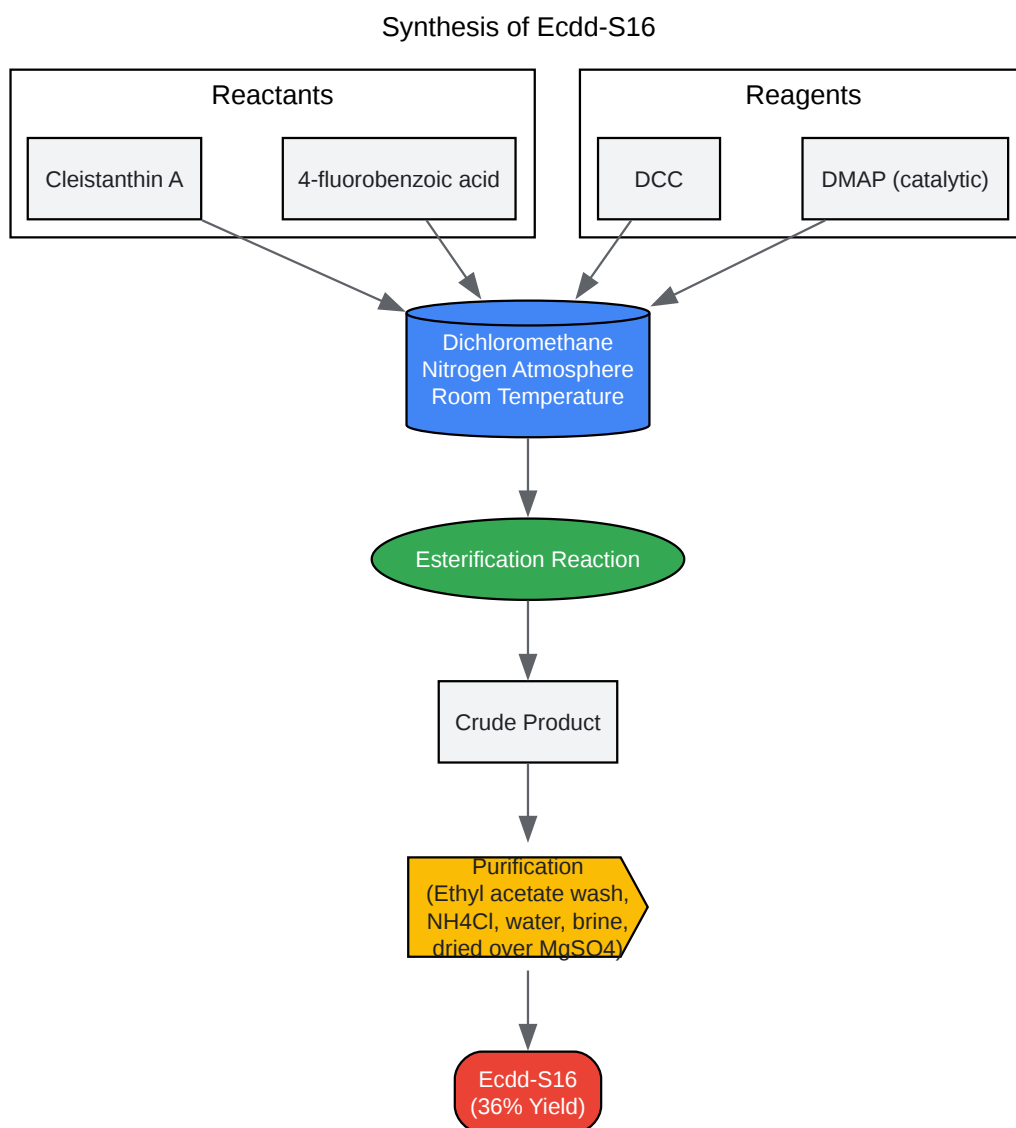 Synthesis of Ecdd-S16
Reactants
Reagents
Cleistanthin A
4-fluorobenzoic acid
DCC
DMAP (catalytic)
Dichloromethane
Nitrogen Atmosphere
Room Temperature
Esterification Reaction
Crude Product
Purification
(Ethyl acetate wash,
NH4Cl, water, brine,
dried over MgSO4)
Ecdd-S16
(36% Yield)